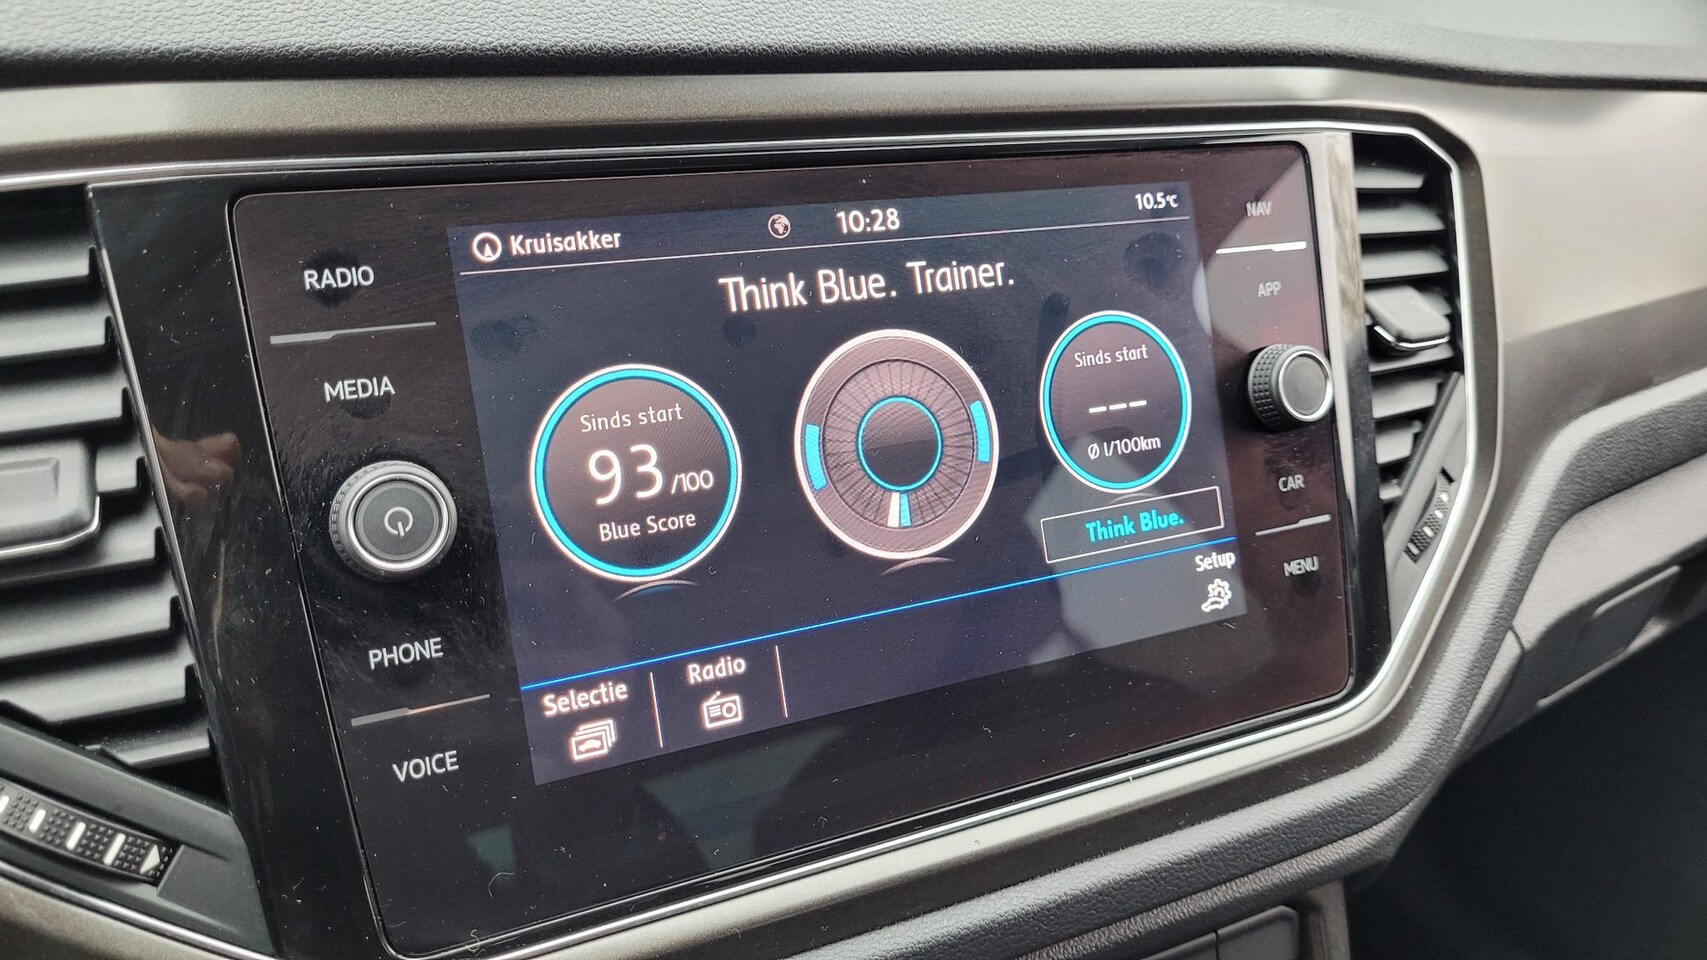 RADIO
MEDIA
PHONE
VOICE
Kruisakker
10:28
10.5°C
Think Blue. Trainer.
Sinds start
93/100
Blue Score
Sinds start
---
Ø l/100km
Think Blue.
Setup
Selectie
Radio
NAV
APP
CAR
MENU